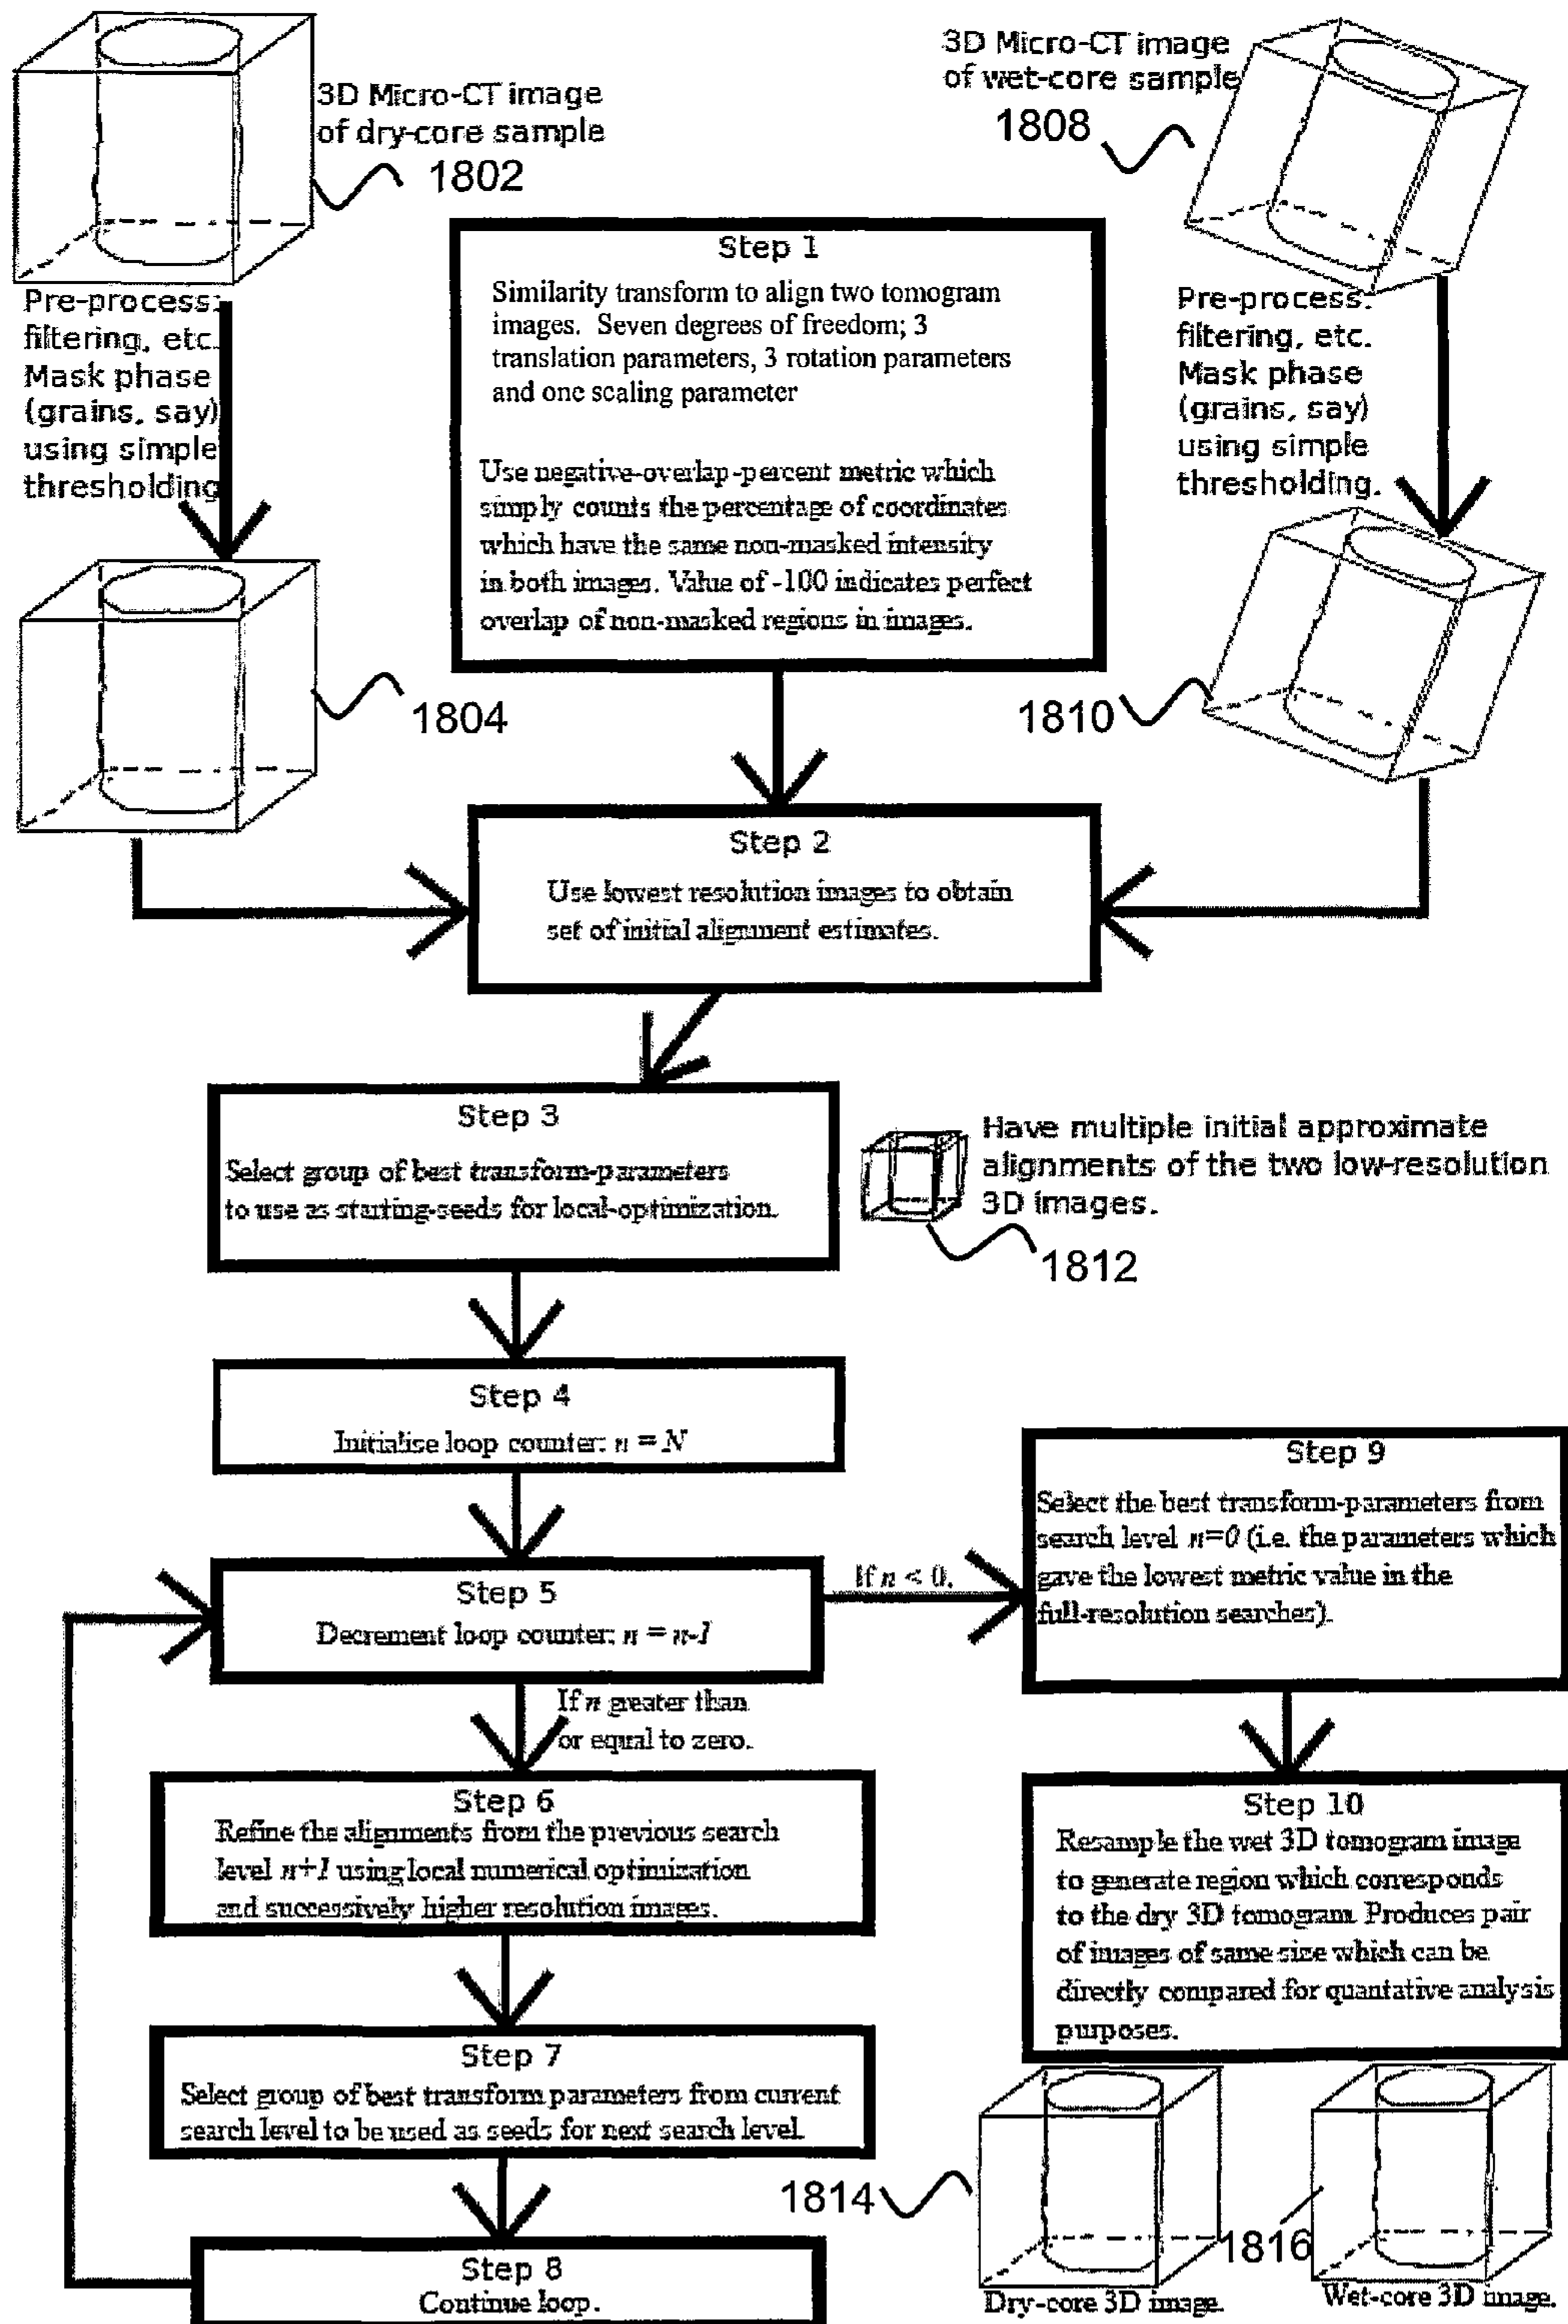 3D Micro-CT image
of dry-core sample
1802
3D Micro-CT image
of wet-core sample
1808
Step 1
Similarity transform to align two tomogram
images. Seven degrees of freedom; 3
translation parameters, 3 rotation parameters
and one scaling parameter
Use negative-overlap-percent metric which
simply counts the percentage of coordinates
which have the same non-masked intensity
in both images. Value of -100 indicates perfect
overlap of non-masked regions in images.
Pre-process:
filtering, etc.
Mask phase
(grains, say)
using simple
thresholding
Pre-process:
filtering, etc.
Mask phase
(grains, say)
using simple
thresholding.
1804
1810
Step 2
Use lowest resolution images to obtain
set of initial alignment estimates.
Step 3
Select group of best transform-parameters
to use as starting-seeds for local-optimization.
Have multiple initial approximate
alignments of the two low-resolution
3D images.
1812
Step 4
Initialise loop counter: n = N
Step 5
Decrement loop counter: n = n-1
If n < 0.
If n greater than
or equal to zero.
Step 6
Refine the alignments from the previous search
level n+1 using local numerical optimization
and successively higher resolution images.
Step 7
Select group of best transform parameters from current
search level to be used as seeds for next search level.
Step 8
Continue loop.
Step 9
Select the best transform-parameters from
search level n=0 (i.e. the parameters which
gave the lowest metric value in the
full-resolution searches).
Step 10
Resample the wet 3D tomogram image
to generate region which corresponds
to the dry 3D tomogram. Produces pair
of images of same size which can be
directly compared for quantative analysis
purposes.
1814
1816
Dry-core 3D image.
Wet-core 3D image.